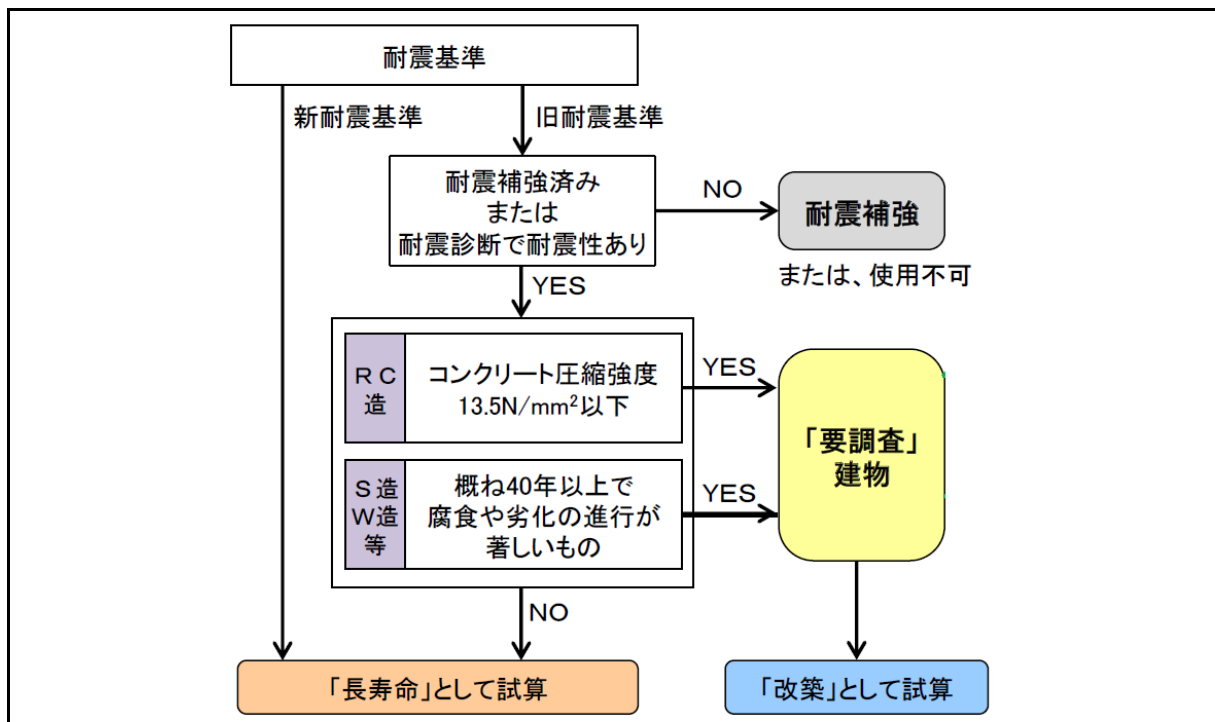 耐震基準
新耐震基準
旧耐震基準
耐震補強済み
または
耐震診断で耐震性あり
NO
耐震補強
または、使用不可
YES
ＲＣ
造
コンクリート圧縮強度
13.5N/mm²以下
YES
Ｓ造
Ｗ造
等
概ね40年以上で
腐食や劣化の進行が
著しいもの
YES
「要調査」
建物
NO
「長寿命」として試算
「改築」として試算